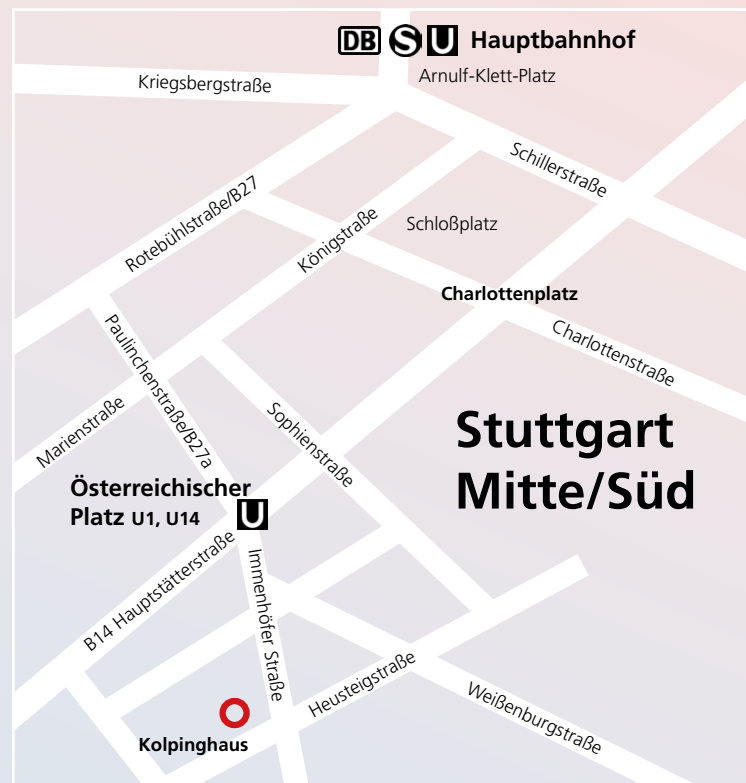 DB S U Hauptbahnhof
Arnulf-Klett-Platz
Kriegsbergstraße
Schillerstraße
Rotebühlstraße/B27
Königstraße
Schloßplatz
Charlottenplatz
Charlottenstraße
Paulinchenstraße/B27a
Marienstraße
Sophienstraße
Stuttgart
Mitte/Süd
Österreichischer
Platz U1, U14
U
B14 Hauptstätterstraße
Immenhöfer Straße
Heusteigstraße
Weißenburgstraße
Kolpinghaus